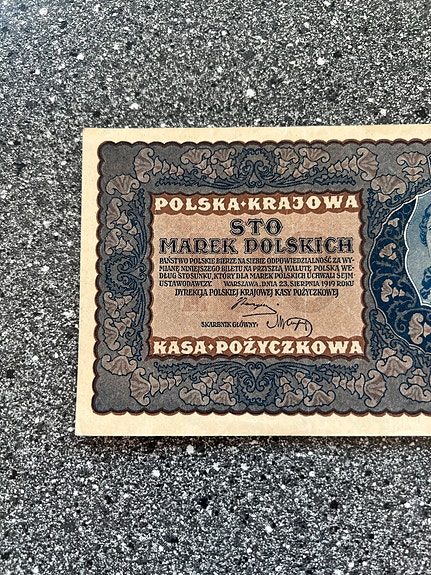 POLSKA·KRAJOWA
STO
MAREK POLSKICH
PAŃSTWO POLSKIE BIERZE NA SIEBIE ODPOWIEDZIALNOŚĆ ZA WY-
MIANĘ NINIEJSZEGO BILETU NA PRZYSZŁĄ WALUTĘ POLSKĄ WE-
DŁUG STOSUNKU, KTÓRY DLA MAREK POLSKICH UCHWALI SEJM
USTAWODAWCZY. WARSZAWA, DNIA 23, SIERPNIA 1919 ROKU
DYREKCJA POLSKIEJ KRAJOWEJ KASY POŻYCZKOWEJ
SKARBNIK GŁÓWNY:
KASA·POŻYCZKOWA